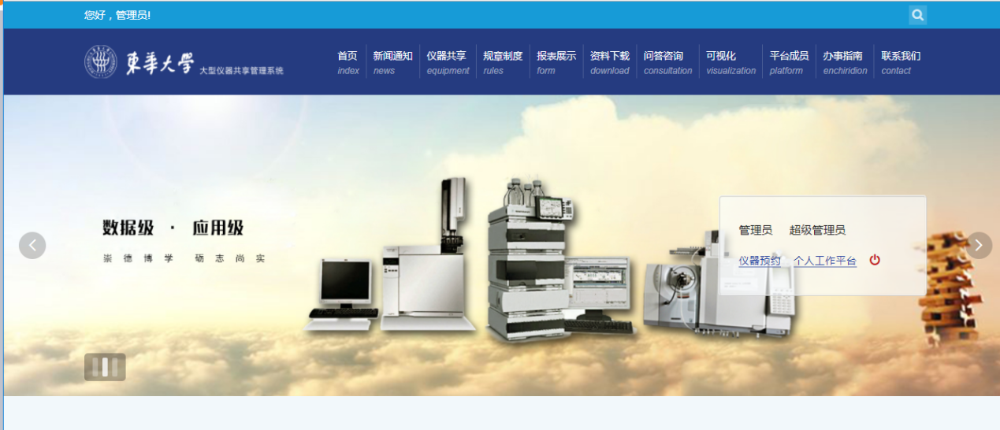 您好，管理员!
東華大學 大型仪器共享管理系统
首页 新闻通知 仪器共享 规章制度 报表展示 资料下载 问答咨询 可视化 平台成员 办事指南 联系我们
index news equipment rules form download consultation visualization platform enchiridion contact
数据级 · 应用级
崇德博学 砺志尚实
管理员 超级管理员
仪器预约 个人工作平台